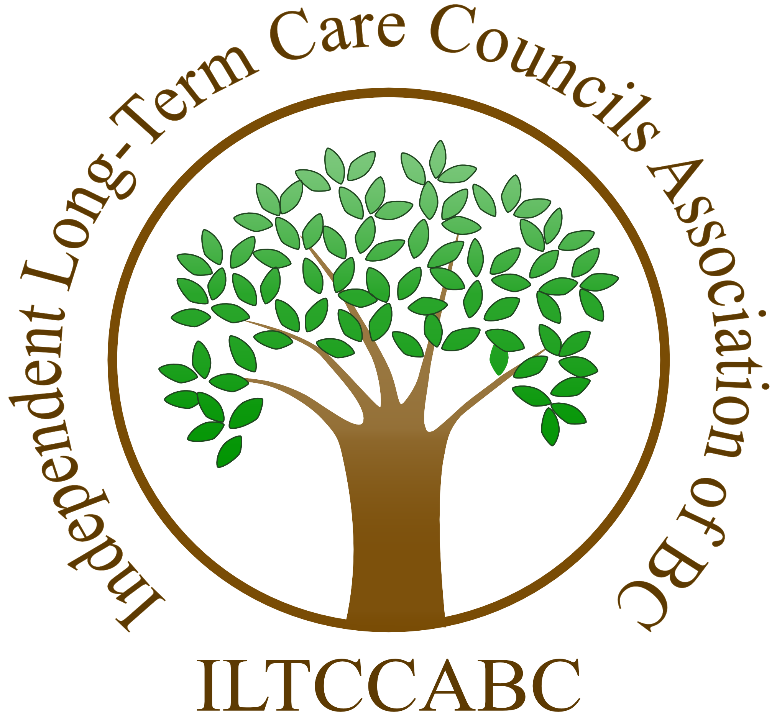 Independent Long-Term Care Councils Association of BC
ILTCCABC